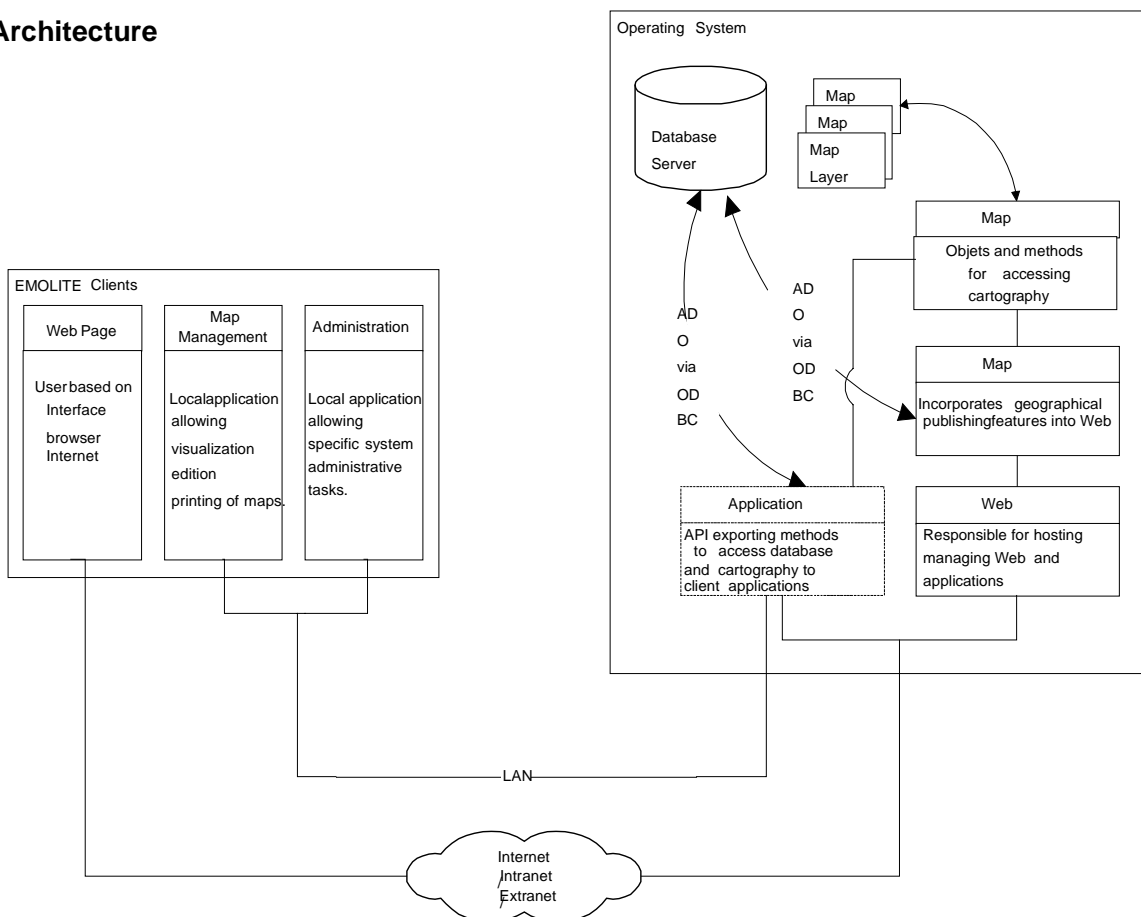 Architecture
Operating System
Database
Server
Map
Map
Map
Layer
Map
Objets and methods
for accessing
cartography
AD
O
via
OD
BC
AD
O
via
OD
BC
Map
Incorporates geographical
publishingfeatures into Web
Application
API exporting methods
to access database
and cartography to
client applications
Web
Responsible for hosting
managing Web and
applications
EMOLITE Clients
Web Page
User based on
Interface
browser
Internet
Map
Management
Localapplication
allowing
visualization
edition
printing of maps.
Administration
Local application
allowing
specific system
administrative
tasks.
LAN
Internet
/Intranet
/Extranet